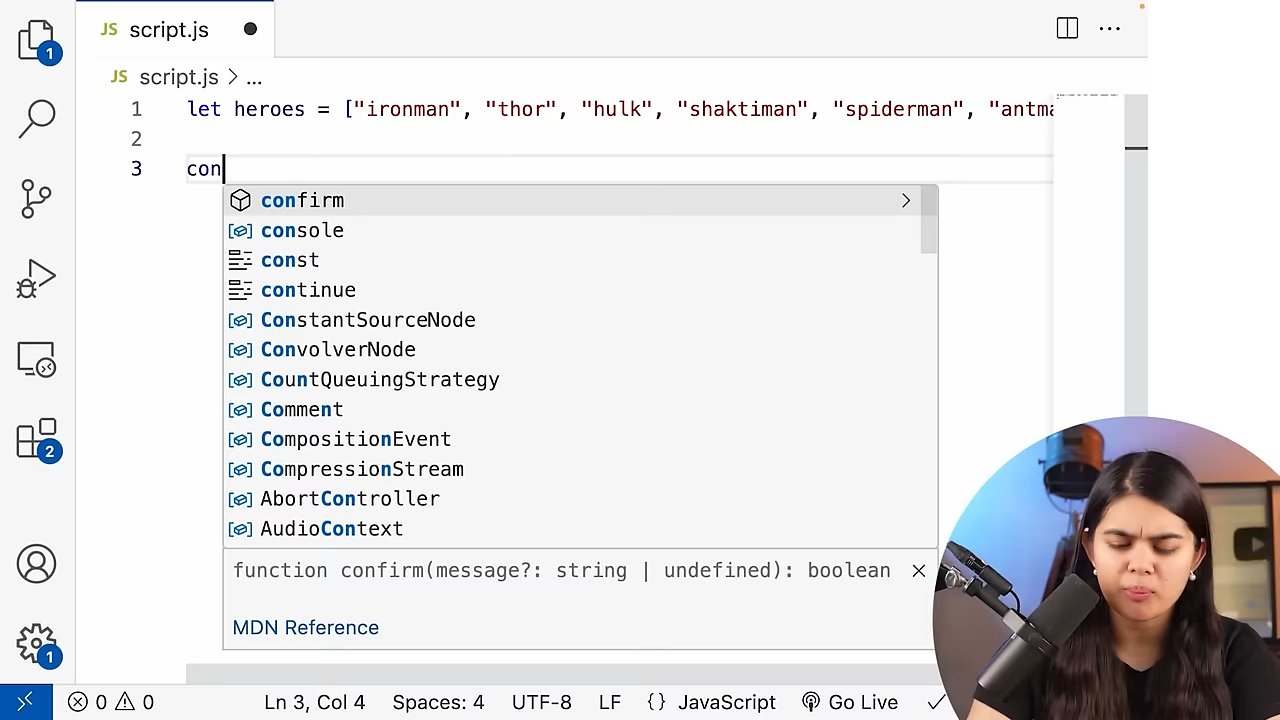 JS script.js
JS script.js > ...
1 let heroes = ["ironman", "thor", "hulk", "shaktiman", "spiderman", "antma
2
3 con
confirm
console
const
continue
ConstantSourceNode
ConvolverNode
CountQueuingStrategy
Comment
CompositionEvent
CompressionStream
AbortController
AudioContext
function confirm(message?: string | undefined): boolean
MDN Reference
1
2
1
0 0 Ln 3, Col 4 Spaces: 4 UTF-8 LF {} JavaScript Go Live